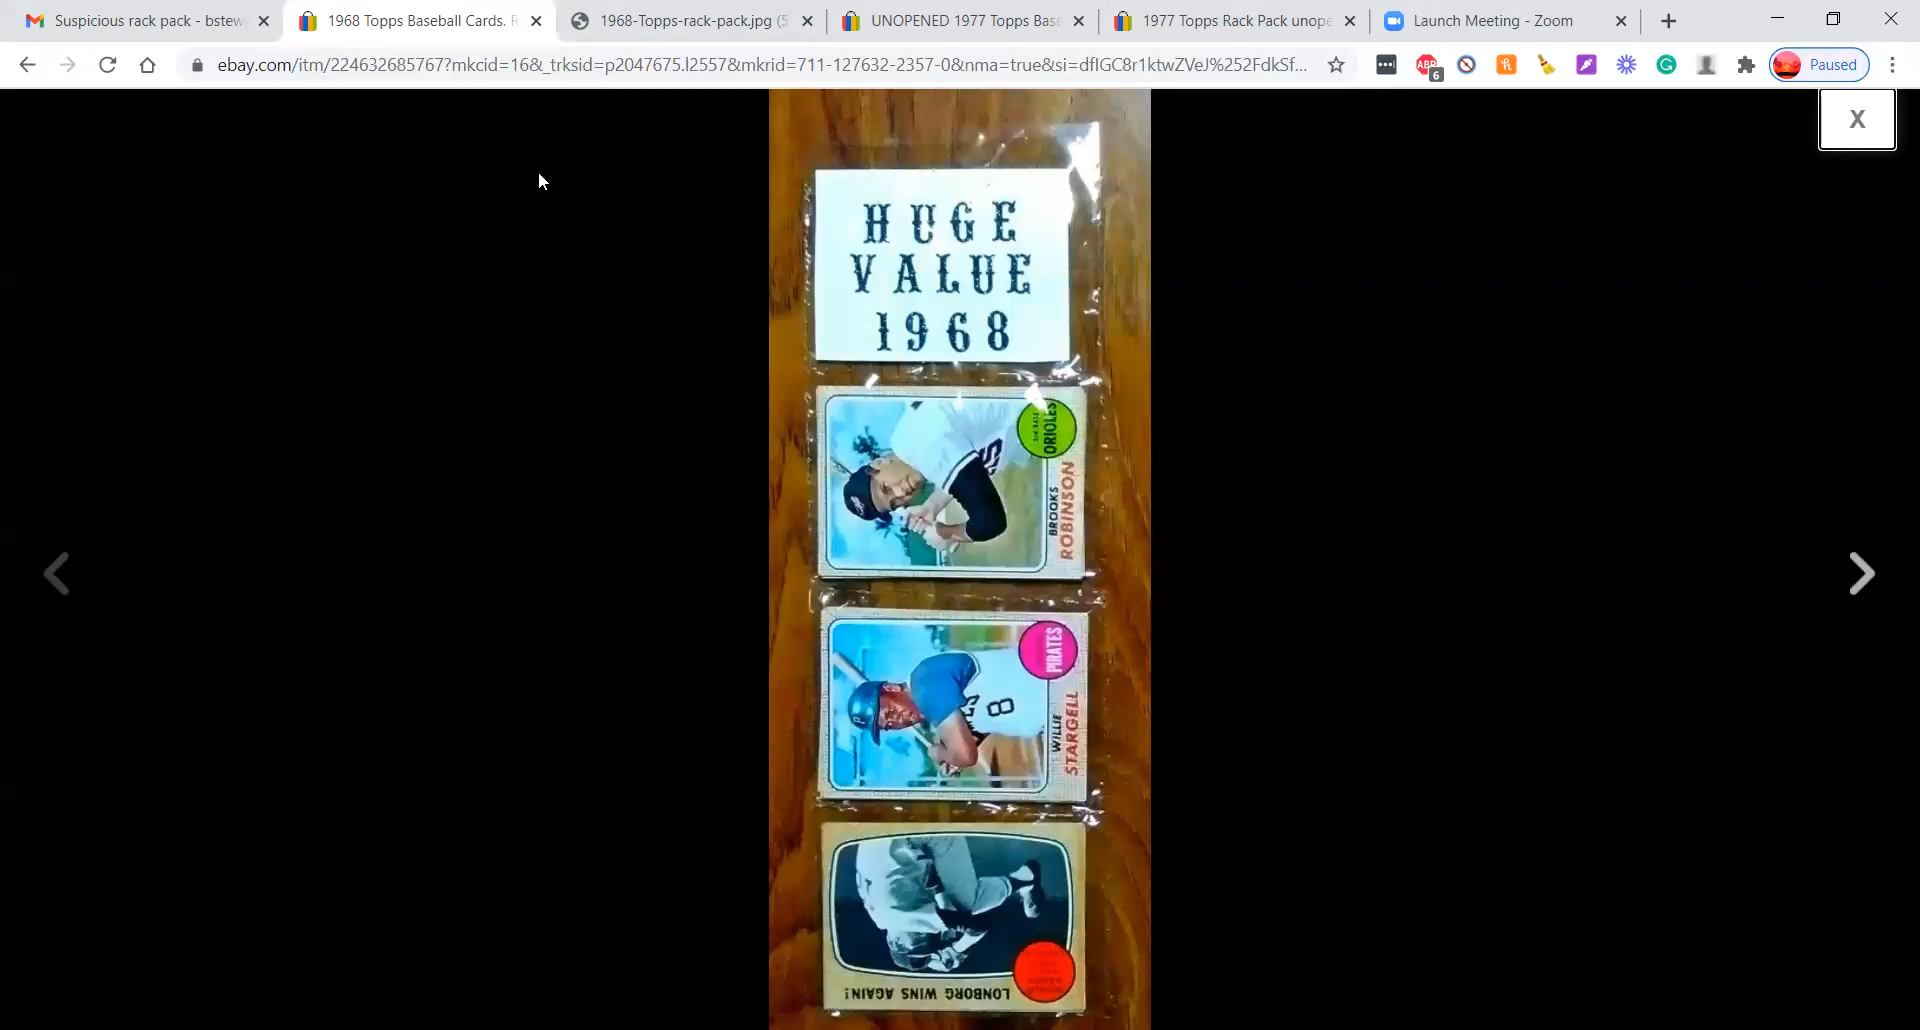 Suspicious rack pack - bstew
1968 Topps Baseball Cards. R
1968-Topps-rack-pack.jpg (5
UNOPENED 1977 Topps Bas
1977 Topps Rack Pack unope
Launch Meeting - Zoom
ebay.com/itm/224632685767?mkcid=16&_trksid=p2047675.l2557&mkrid=711-127632-2357-0&nma=true&si=dfIGC8r1ktwZVeJ%252FdkSf...
ABP
6
Paused
X
HUGE
VALUE
1968
ORIOLES
BROOKS
ROBINSON
PIRATES
8
WILLIE
STARGELL
LONBORG WINS AGAIN!